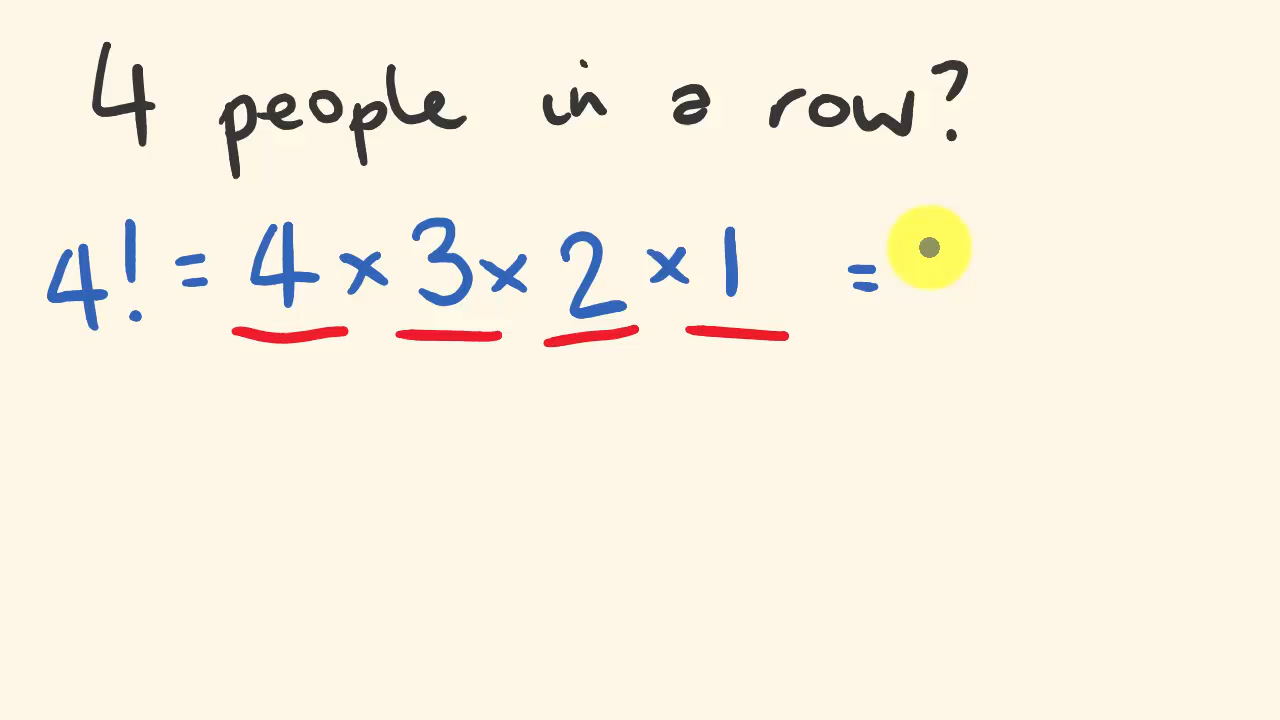 4 people in a row?
4! = 4 x 3 x 2 x 1 =